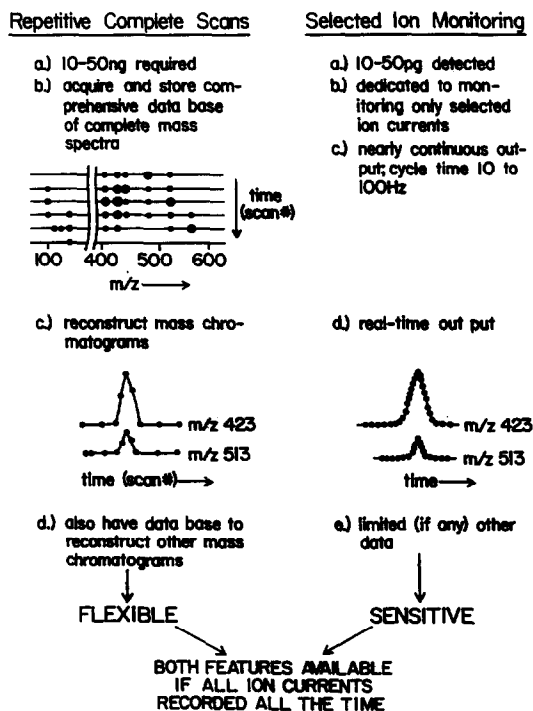 Repetitive Complete Scans
a.) 10-50ng required
b.) acquire and store com-
prehensive data base
of complete mass
spectra
time
(scan#)
100 400 500 600
m/z
c.) reconstruct mass chro-
matograms
m/z 423
m/z 513
time (scan#)
d.) also have data base to
reconstruct other mass
chromatograms
FLEXIBLE
Selected Ion Monitoring
a.) 10-50pg detected
b.) dedicated to mon-
itoring only selected
ion currents
c.) nearly continuous out-
put; cycle time 10 to
100Hz
d.) real-time out put
m/z 423
m/z 513
time
e.) limited (if any) other
data
SENSITIVE
BOTH FEATURES AVAILABLE
IF ALL ION CURRENTS
RECORDED ALL THE TIME